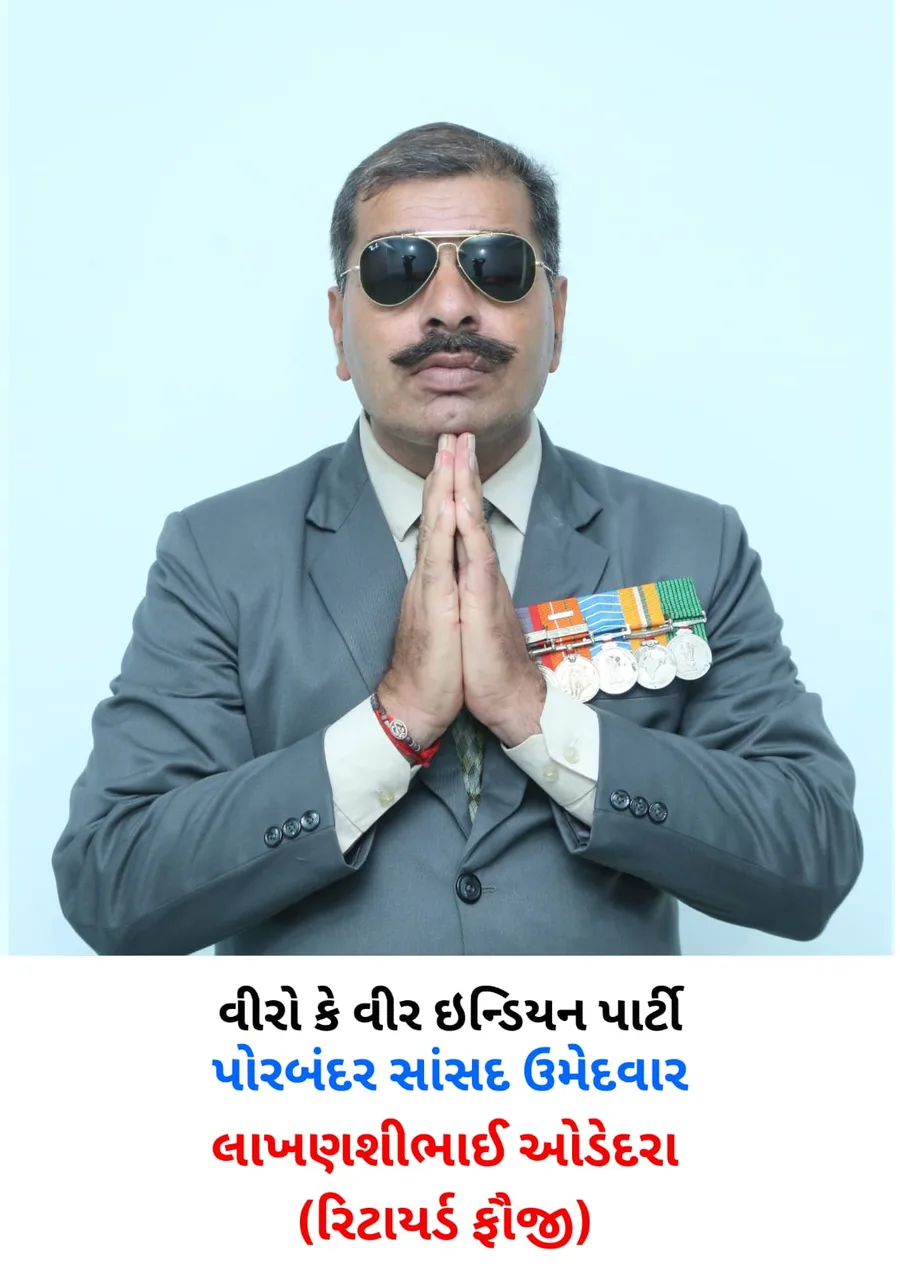 વીરો કે વીર ઇન્ડિયન પાર્ટી
પોરબંદર સાંસદ ઉમેદવાર
લાખણશીભાઈ ઓડેદરા
(રિટાયર્ડ ફૌજી)